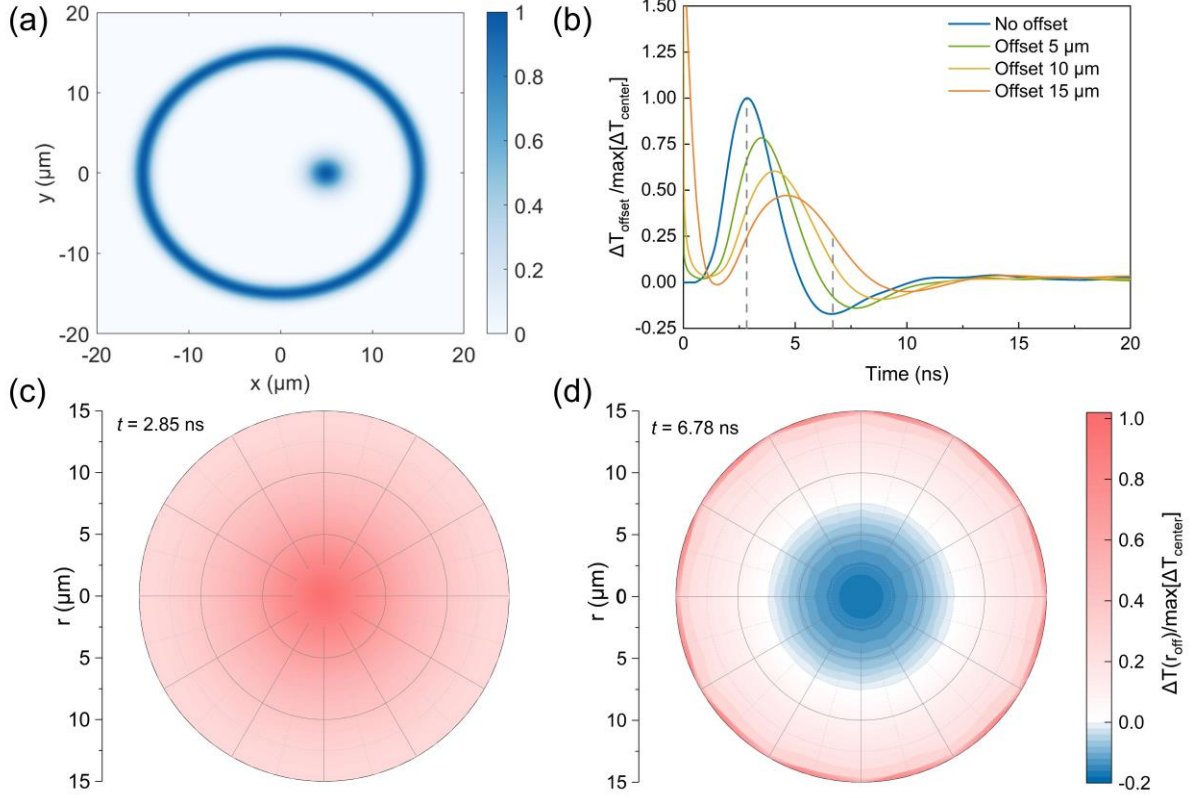 (a)
20
10
0
-10
-20
-20
-10
0
10
20
y (µm)
x (µm)
1
0.8
0.6
0.4
0.2
0
(b)
1.50
1.25
1.00
0.75
0.50
0.25
0.00
-0.25
0
5
10
15
20
ΔT_offset /max[ΔT_center]
Time (ns)
No offset
Offset 5 µm
Offset 10 µm
Offset 15 µm
(c)
t = 2.85 ns
15
10
5
0
5
10
15
r (µm)
(d)
t = 6.78 ns
15
10
5
0
5
10
15
r (µm)
1.0
0.8
0.6
0.4
0.2
0.0
-0.2
ΔT(r_off)/max[ΔT_center]